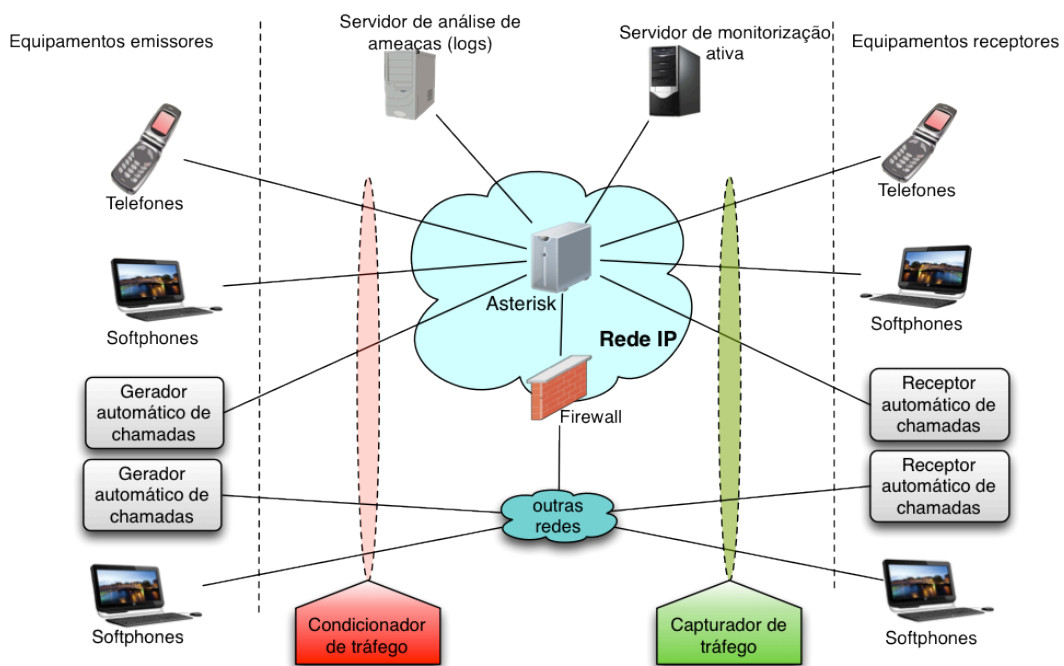 Equipamentos emissores
Servidor de análise de
ameaças (logs)
Servidor de monitorização
ativa
Equipamentos receptores
Telefones
Telefones
Softphones
Asterisk
Softphones
Rede IP
Gerador
automático de
chamadas
Firewall
Receptor
automático de
chamadas
Gerador
automático de
chamadas
outras
redes
Receptor
automático de
chamadas
Softphones
Condicionador
de tráfego
Capturador de
tráfego
Softphones